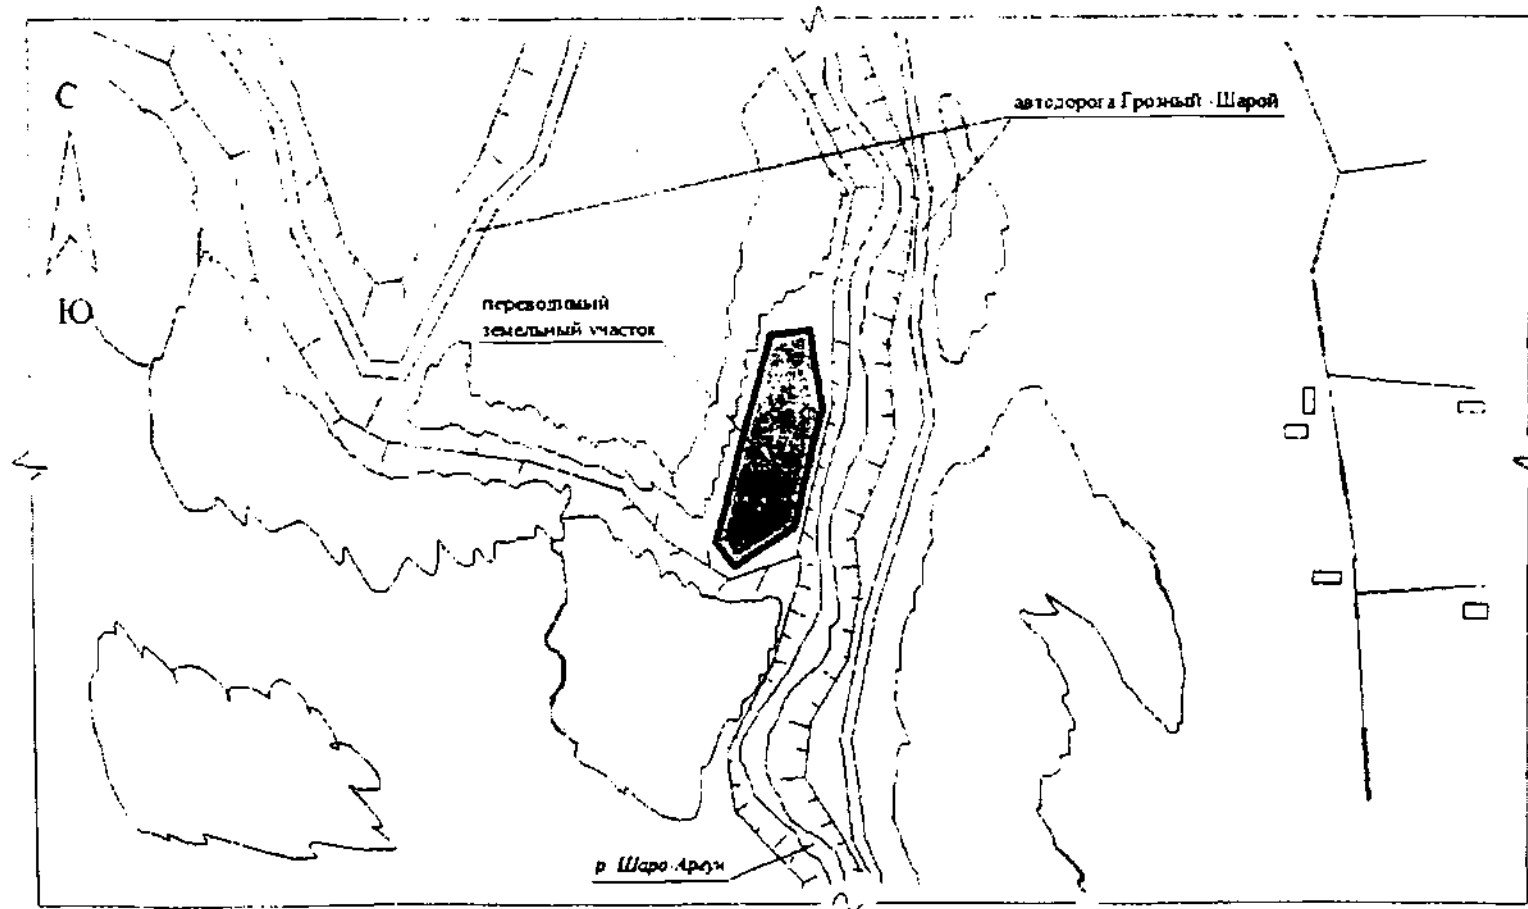 С
автодорога Грозный - Шарой
Ю
переводимый
земельный участок
р Шаро-Аргун